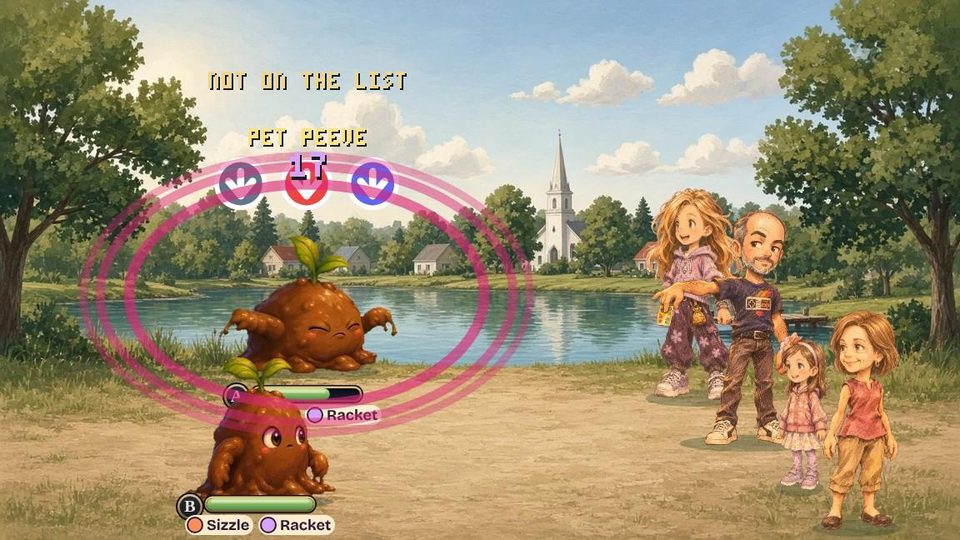 NOT ON THE LIST
PET PEEVE
17
A
Racket
B
Sizzle Racket